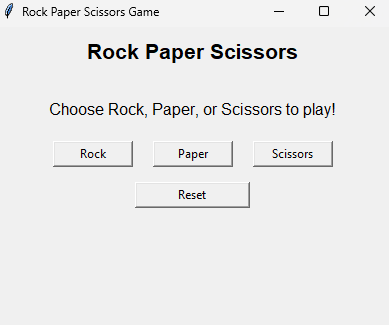 Rock Paper Scissors Game
Rock Paper Scissors
Choose Rock, Paper, or Scissors to play!
Rock Paper Scissors
Reset